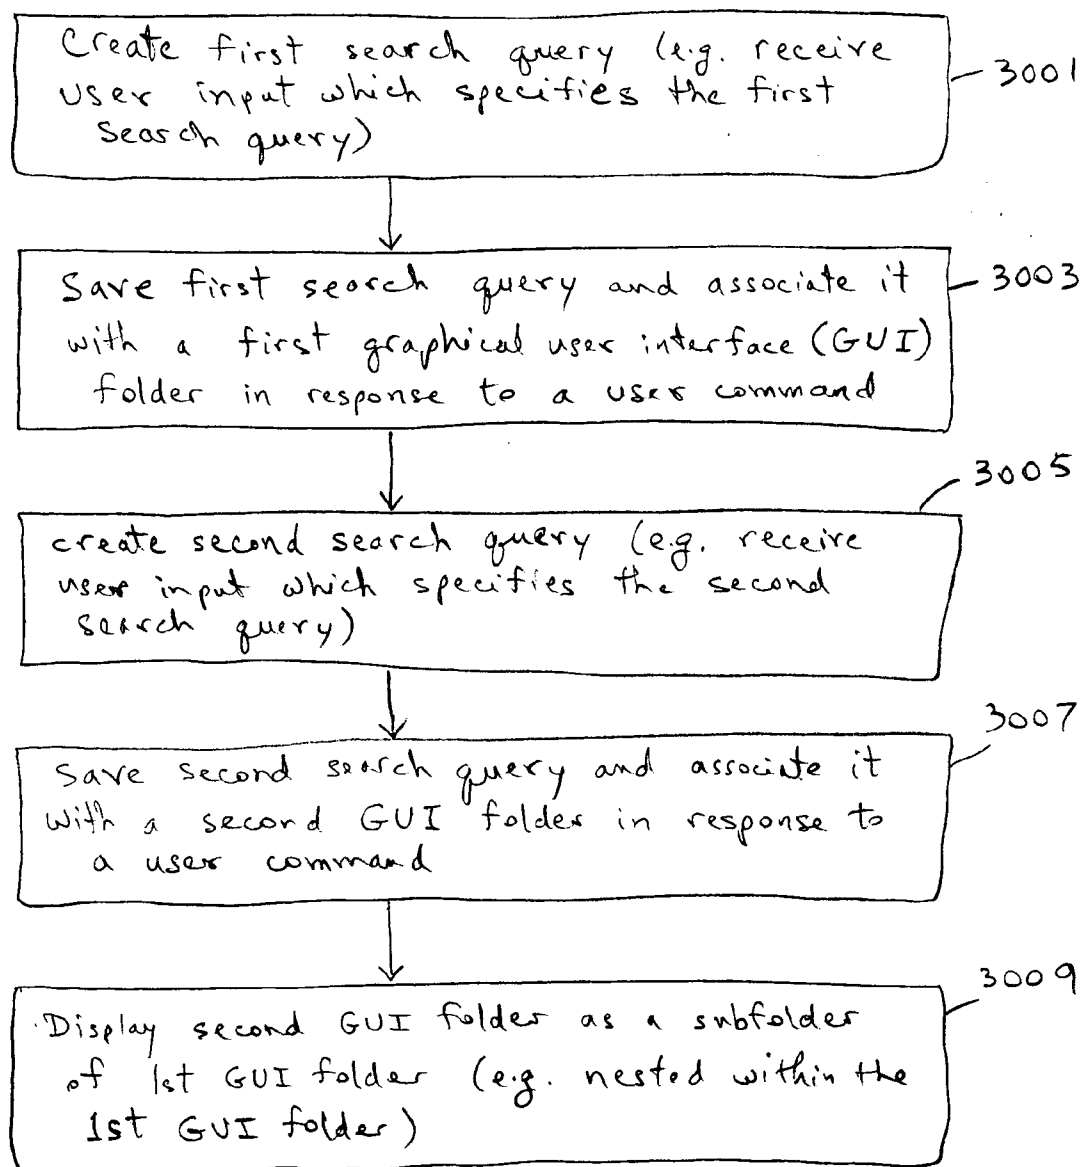 Create first search query (e.g. receive
user input which specifies the first
search query)
3001
Save first search query and associate it
with a first graphical user interface (GUI)
folder in response to a user command
3003
3005
create second search query (e.g. receive
user input which specifies the second
search query)
3007
Save second search query and associate it
with a second GUI folder in response to
a user command
3009
Display second GUI folder as a subfolder
of 1st GUI folder (e.g. nested within the
1st GUI folder)